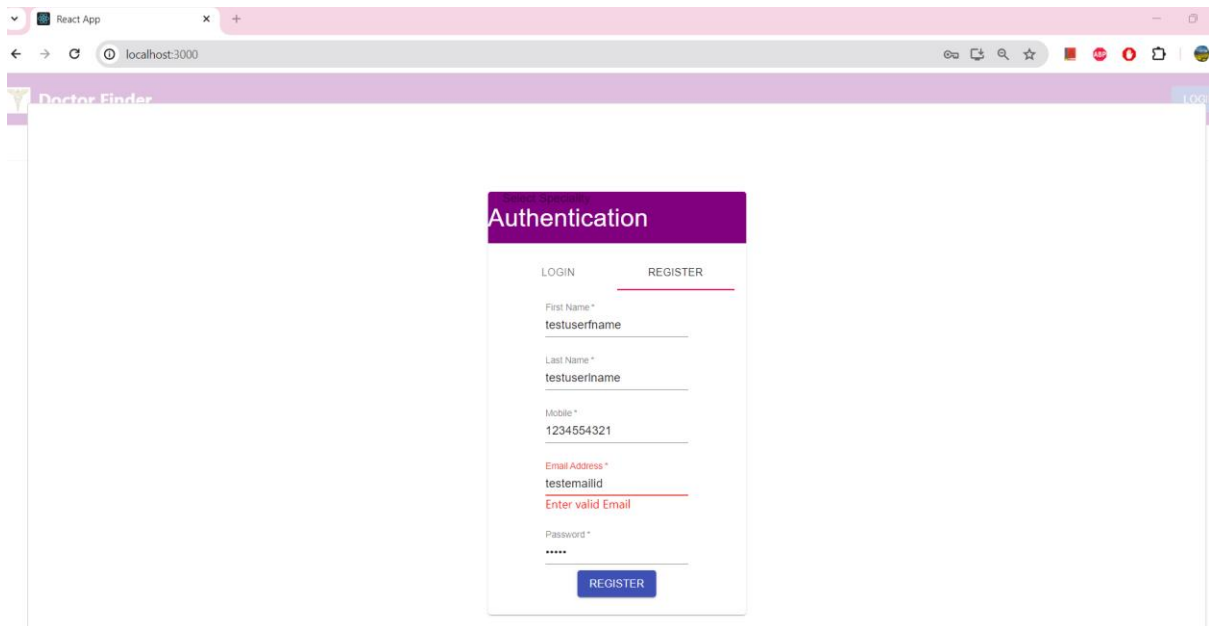 React App
localhost:3000
Doctor Finder
Select Speciality
Authentication
LOGIN REGISTER
First Name *
testuserfname
Last Name *
testuserlname
Mobile *
1234554321
Email Address *
testemailid
Enter valid Email
Password *
•••••
REGISTER